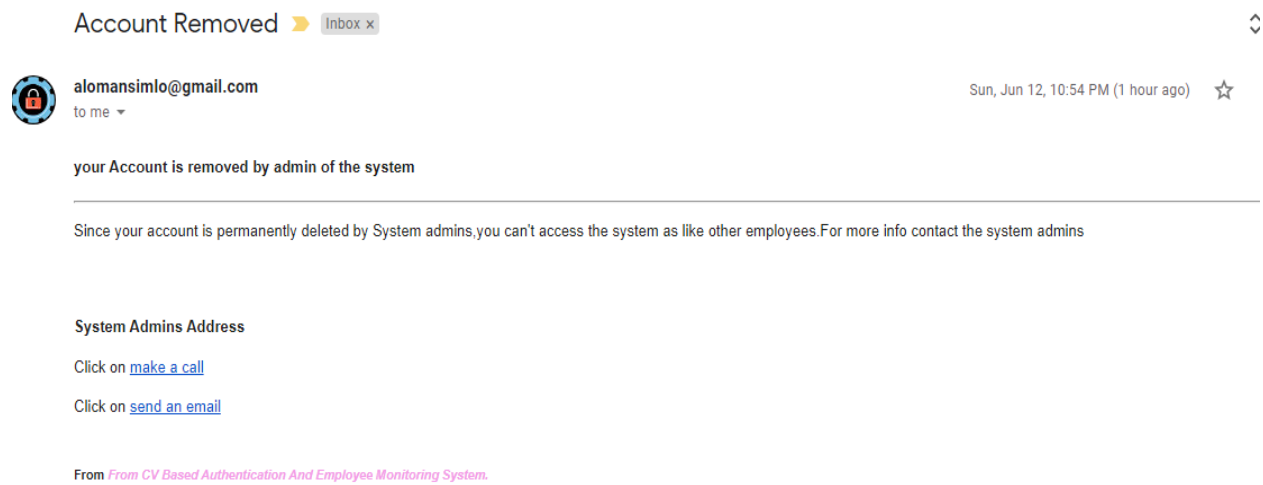 Account Removed Inbox x
alomansimlo@gmail.com Sun, Jun 12, 10:54 PM (1 hour ago)
to me
your Account is removed by admin of the system
Since your account is permanently deleted by System admins,you can't access the system as like other employees.For more info contact the system admins
System Admins Address
Click on make a call
Click on send an email
From From CV Based Authentication And Employee Monitoring System.